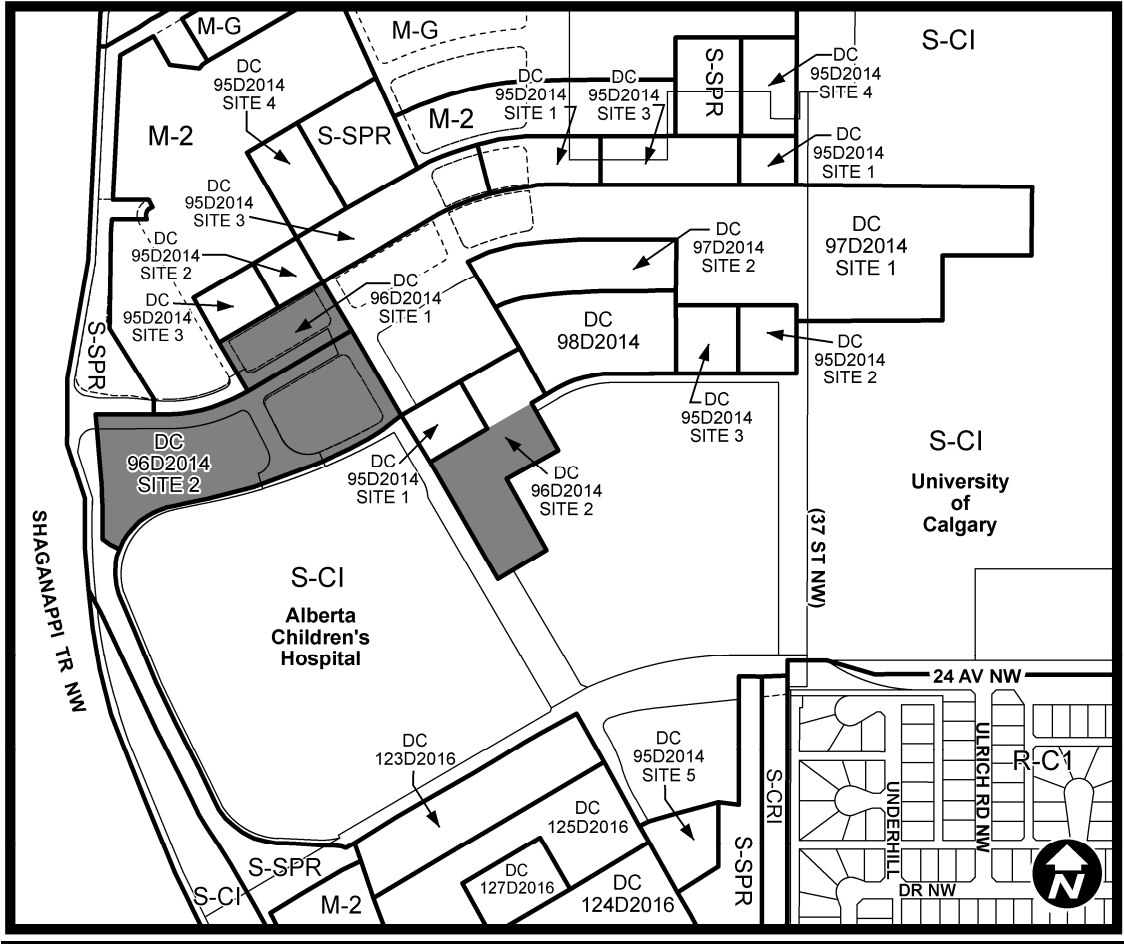 M-G
M-G
S-CI
DC
95D2014
SITE 4
DC
95D2014
SITE 1
DC
95D2014
SITE 3
S-SPR
DC
95D2014
SITE 4
M-2
S-SPR
M-2
DC
95D2014
SITE 1
DC
95D2014
SITE 3
DC
95D2014
SITE 2
DC
97D2014
SITE 2
DC
97D2014
SITE 1
DC
95D2014
SITE 3
DC
96D2014
SITE 1
S-SPR
DC
98D2014
DC
95D2014
SITE 2
DC
95D2014
SITE 3
DC
96D2014
SITE 2
DC
95D2014
SITE 1
DC
96D2014
SITE 2
S-CI
University
of
Calgary
(37 ST NW)
SHAGANAPPI TR NW
S-CI
Alberta
Children's
Hospital
24 AV NW
DC
123D2016
DC
95D2014
SITE 5
S-CRI
ULRICH RD NW
R-C1
UNDERHILL
DR NW
DC
125D2016
S-SPR
S-SPR
DC
127D2016
DC
124D2016
S-CI
M-2
N